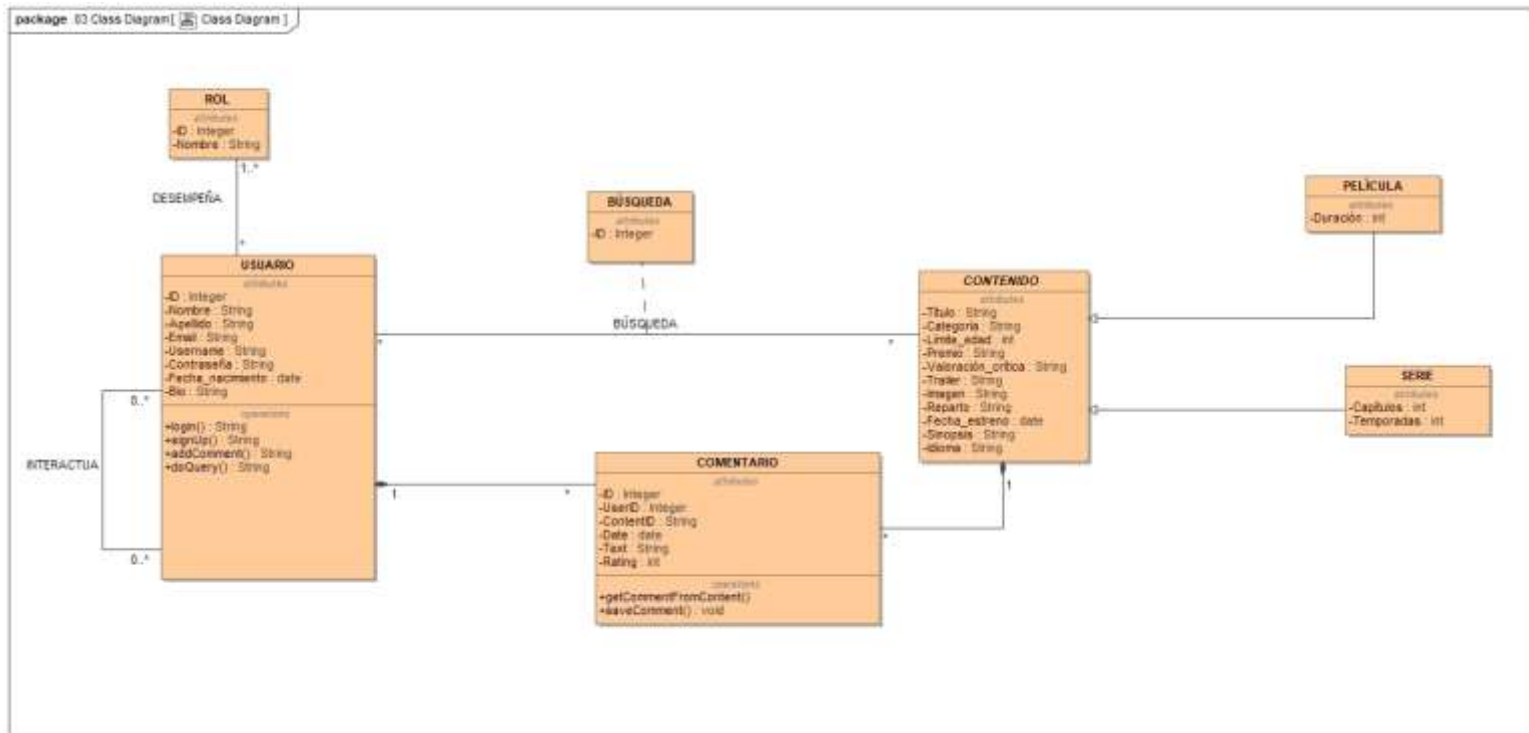 package 03 Class Diagram[ Class Diagram ]
ROL
attributes
-ID : Integer
-Nombre : String
1..*
DESEMPEÑA
*
USUARIO
attributes
-ID : Integer
-Nombre : String
-Apellido : String
-Email : String
-Username : String
-Contraseña : String
-Fecha_nacimiento : date
-Bio : String
operations
+login() : String
+signUp() : String
+addComment() : String
+doQuery() : String
0..*
INTERACTUA
0..*
BÚSQUEDA
attributes
-ID : Integer
BÚSQUEDA
*
*
CONTENIDO
attributes
-Título : String
-Categoría : String
-Limite_edad : int
-Premio : String
-Valoración_crítica : String
-Trailer : String
-Imagen : String
-Reparto : String
-Fecha_estreno : date
-Sinopsis : String
-Idioma : String
PELÍCULA
attributes
-Duración : int
SERIE
attributes
-Capítulos : int
-Temporadas : int
1
*
COMENTARIO
attributes
-ID : Integer
-UserID : Integer
-ContentID : String
-Date : date
-Text : String
-Rating : int
operations
+getCommentFromContent()
+saveComment() : void
*
1